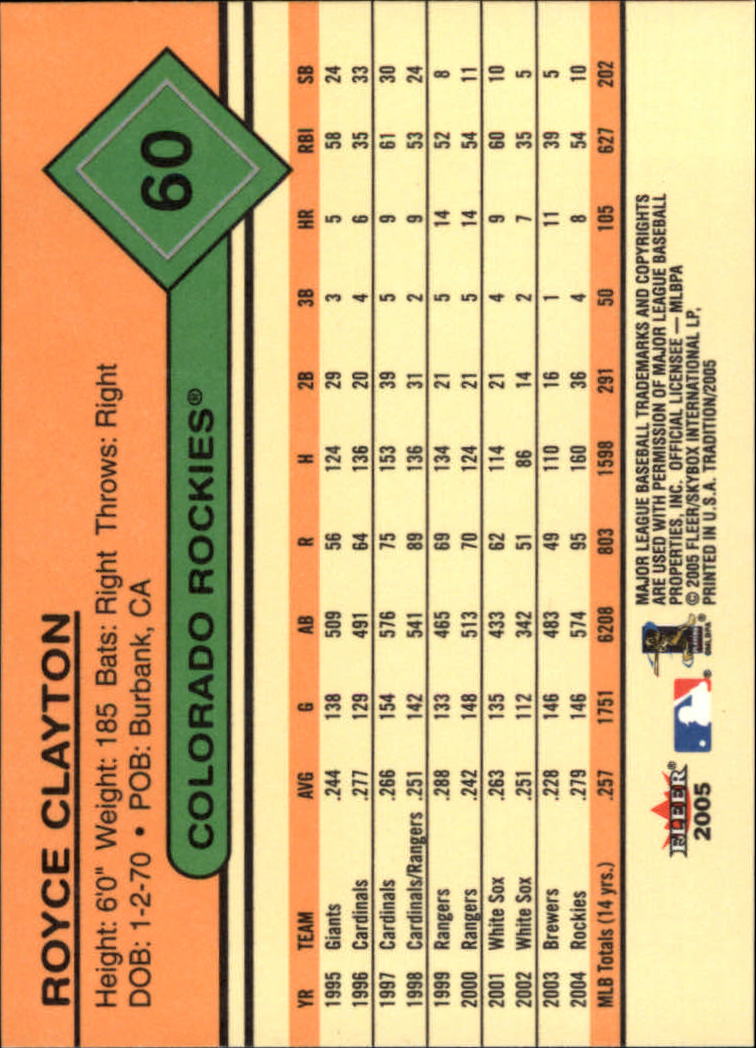 ROYCE CLAYTON
Height: 6'0" Weight: 185 Bats: Right Throws: Right
DOB: 1-2-70 • POB: Burbank, CA
COLORADO ROCKIES®
60
YR TEAM AVG G AB R H 2B 3B HR RBI SB
1995 Giants .244 138 509 56 124 29 3 5 58 24
1996 Cardinals .277 129 491 64 136 20 4 6 35 33
1997 Cardinals .266 154 576 75 153 39 5 9 61 30
1998 Cardinals/Rangers .251 142 541 89 136 31 2 9 53 24
1999 Rangers .288 133 465 69 134 21 5 14 52 8
2000 Rangers .242 148 513 70 124 21 5 14 54 11
2001 White Sox .263 135 433 62 114 21 4 9 60 10
2002 White Sox .251 112 342 51 86 14 2 7 35 5
2003 Brewers .228 146 483 49 110 16 1 11 39 5
2004 Rockies .279 146 574 95 160 36 4 8 54 10
MLB Totals (14 yrs.) .257 1751 6208 803 1598 291 50 105 627 202
FLEER®
2005
®
©MLBPA
MAJOR LEAGUE BASEBALL TRADEMARKS AND COPYRIGHTS
ARE USED WITH PERMISSION OF MAJOR LEAGUE BASEBALL
PROPERTIES, INC. OFFICIAL LICENSEE — MLBPA
© 2005 FLEER/SKYBOX INTERNATIONAL LP,
PRINTED IN U.S.A. TRADITION/2005